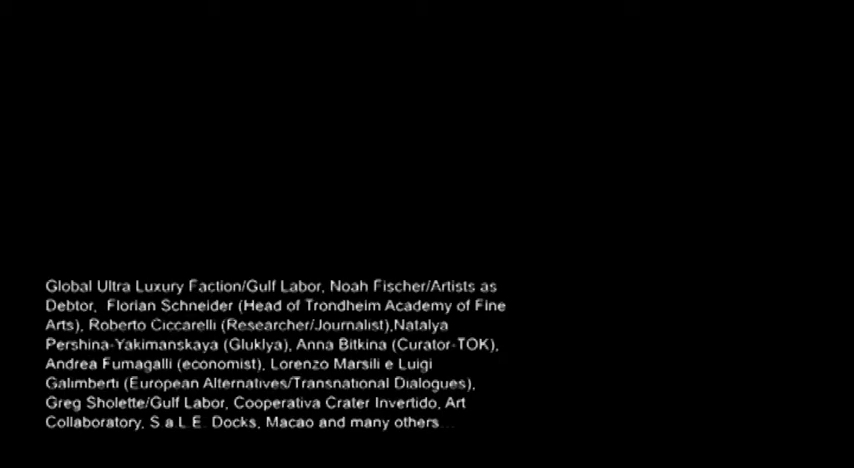 Global Ultra Luxury Faction/Gulf Labor, Noah Fischer/Artists as
Debtor, Florian Schneider (Head of Trondheim Academy of Fine
Arts), Roberto Ciccarelli (Researcher/Journalist),Natalya
Pershina-Yakimanskaya (Gluklya), Anna Bitkina (Curator-TOK),
Andrea Fumagalli (economist), Lorenzo Marsili e Luigi
Galimberti (European Alternatives/Transnational Dialogues),
Greg Sholette/Gulf Labor, Cooperativa Crater Invertido, Art
Collaboratory, S.a.L.E. Docks, Macao and many others...